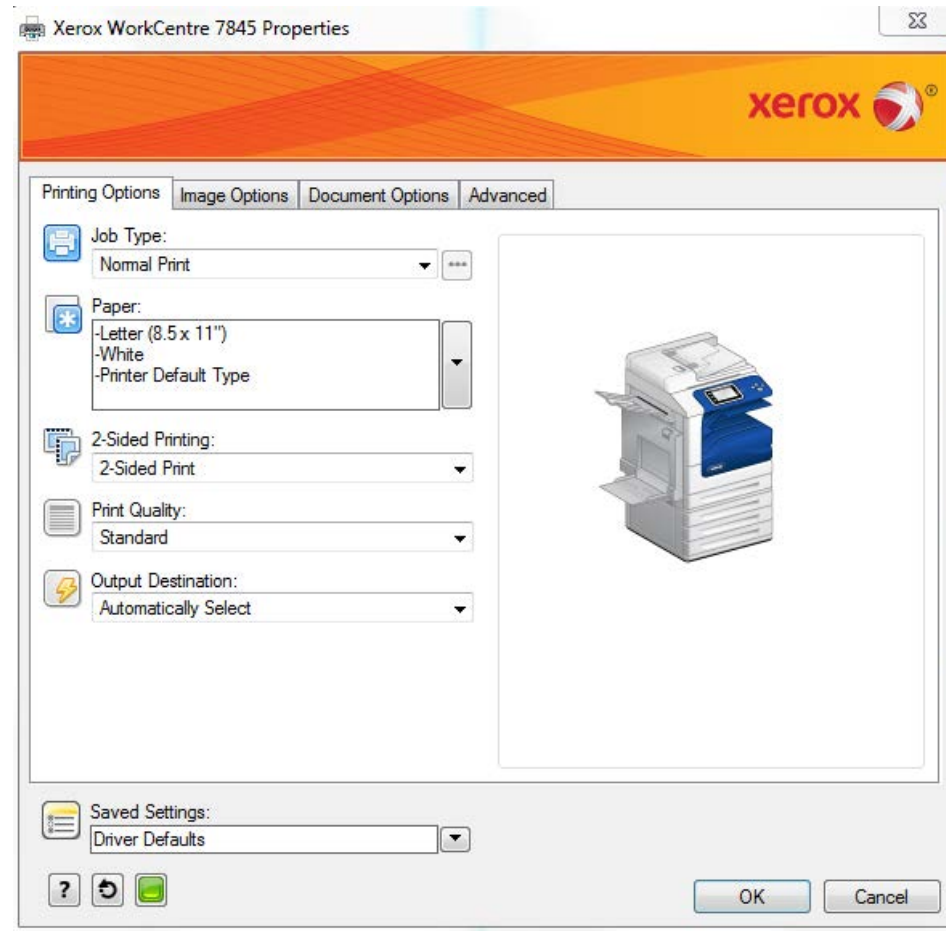 Xerox WorkCentre 7845 Properties
xerox ®
Printing Options Image Options Document Options Advanced
Job Type:
Normal Print
Paper:
-Letter (8.5 x 11")
-White
-Printer Default Type
2-Sided Printing:
2-Sided Print
Print Quality:
Standard
Output Destination:
Automatically Select
Saved Settings:
Driver Defaults
?
OK Cancel